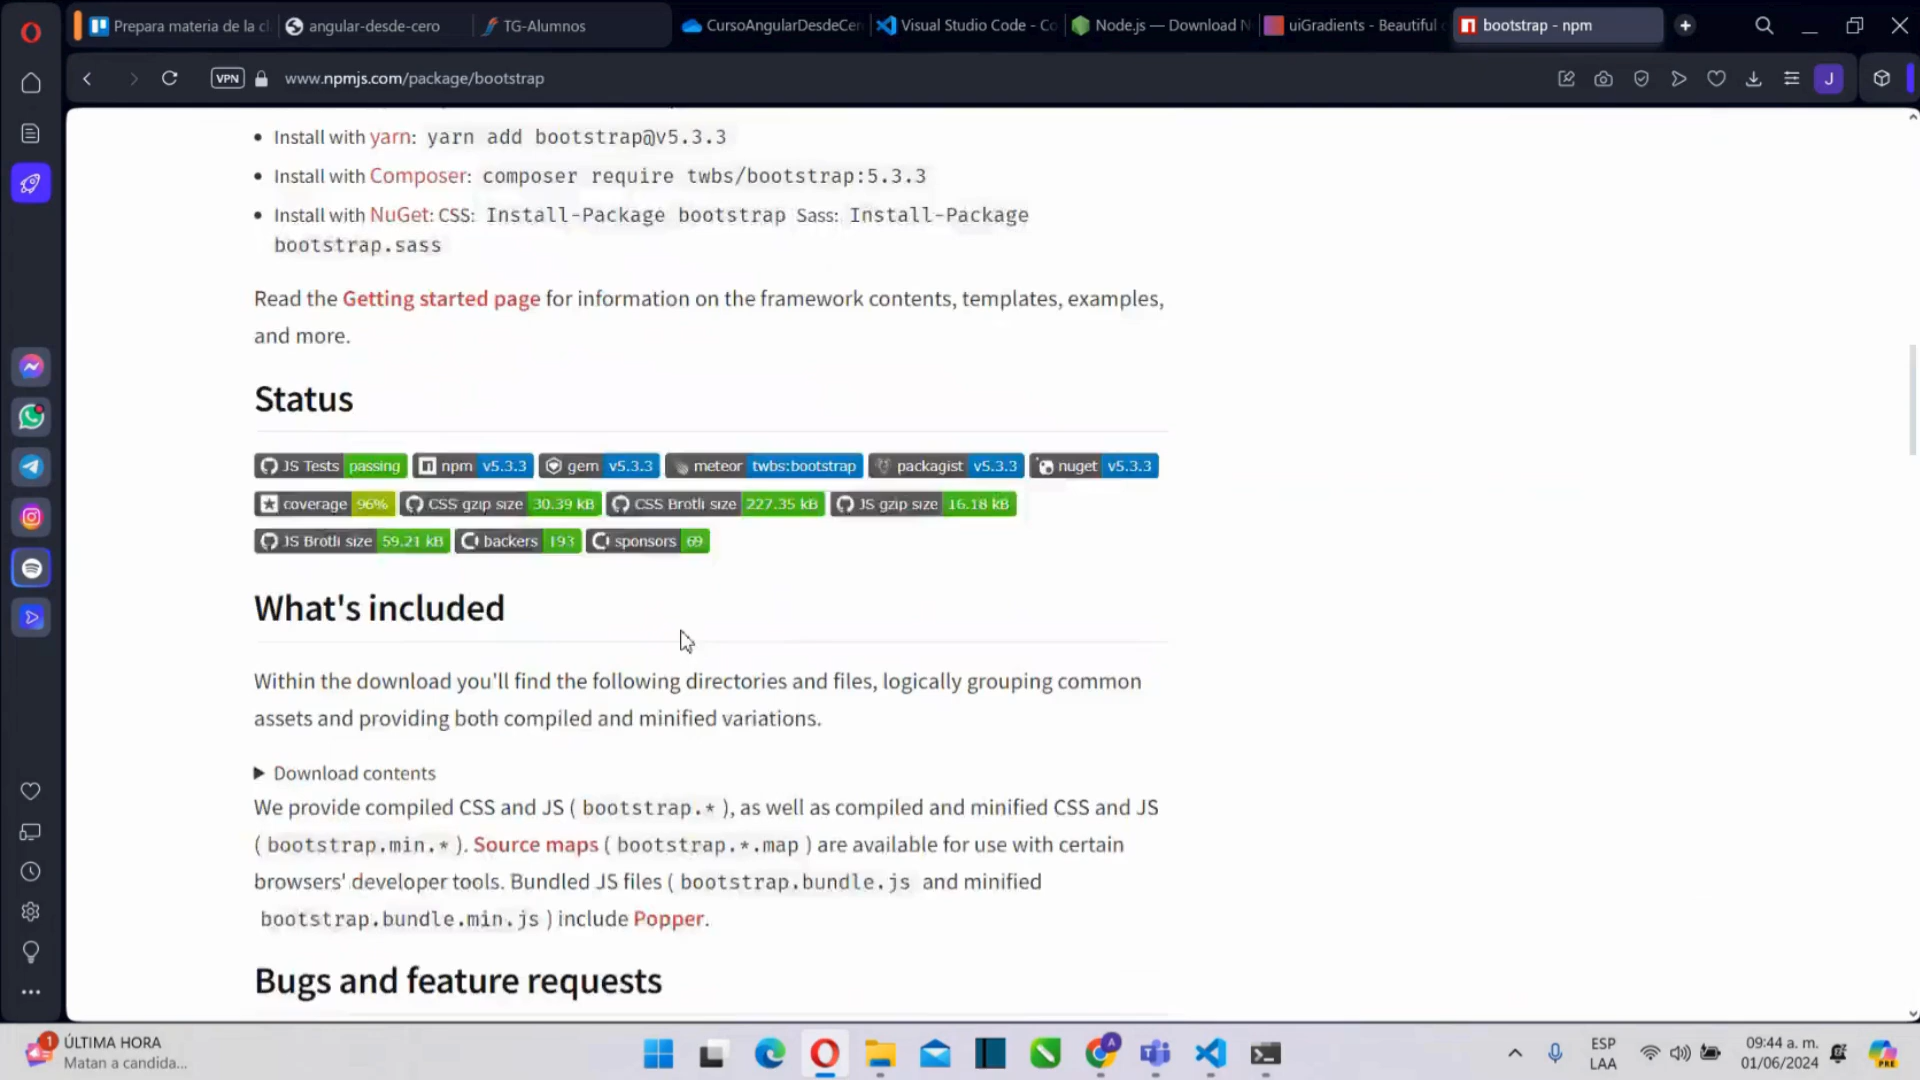 Prepara materia de la cl
angular-desde-cero
TG-Alumnos
CursoAngularDesdeCer
Visual Studio Code - Co
Node.js — Download N
uiGradients - Beautiful
bootstrap - npm
VPN
www.npmjs.com/package/bootstrap
J
• Install with yarn: yarn add bootstrap@v5.3.3
• Install with Composer: composer require twbs/bootstrap:5.3.3
• Install with NuGet: CSS: Install-Package bootstrap Sass: Install-Package
bootstrap.sass
Read the Getting started page for information on the framework contents, templates, examples,
and more.
Status
JS Tests passing npm v5.3.3 gem v5.3.3 meteor twbs:bootstrap packagist v5.3.3 nuget v5.3.3
coverage 96% CSS gzip size 30.39 kB CSS Brotli size 227.35 kB JS gzip size 16.18 kB
JS Brotli size 59.21 kB backers 193 sponsors 69
What's included
Within the download you'll find the following directories and files, logically grouping common
assets and providing both compiled and minified variations.
Download contents
We provide compiled CSS and JS ( bootstrap.* ), as well as compiled and minified CSS and JS
( bootstrap.min.* ). Source maps ( bootstrap.*.map ) are available for use with certain
browsers' developer tools. Bundled JS files ( bootstrap.bundle.js and minified
bootstrap.bundle.min.js ) include Popper.
Bugs and feature requests
1
ÚLTIMA HORA
Matan a candida...
A
ESP
LAA
09:44 a. m.
01/06/2024
PRE